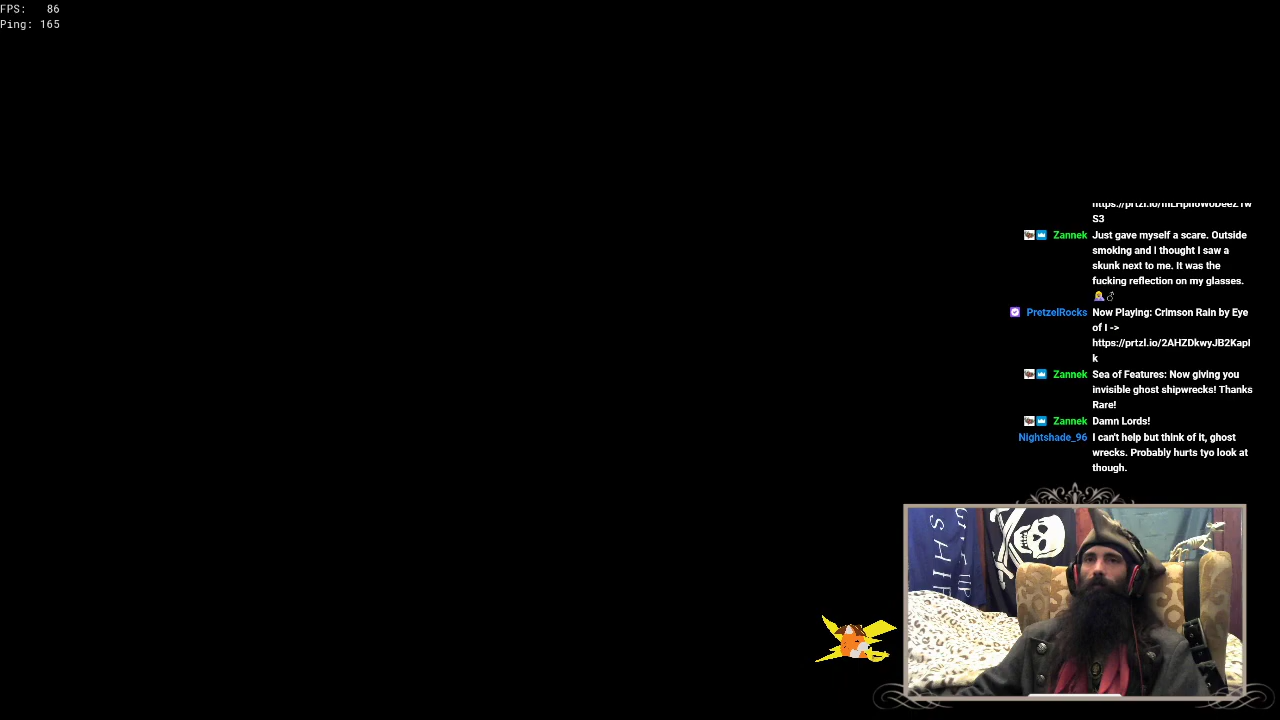 FPS: 86
Ping: 165
S3
Zannek Just gave myself a scare. Outside
smoking and I thought I saw a
skunk next to me. It was the
fucking reflection on my glasses.
PretzelRocks Now Playing: Crimson Rain by Eye
of I ->
https://prtzl.io/2AHZDkwyJB2Kapl
k
Zannek Sea of Features: Now giving you
invisible ghost shipwrecks! Thanks
Rare!
Zannek Damn Lords!
Nightshade_96 I can't help but think of it, ghost
wrecks. Probably hurts tyo look at
though.
SHIP